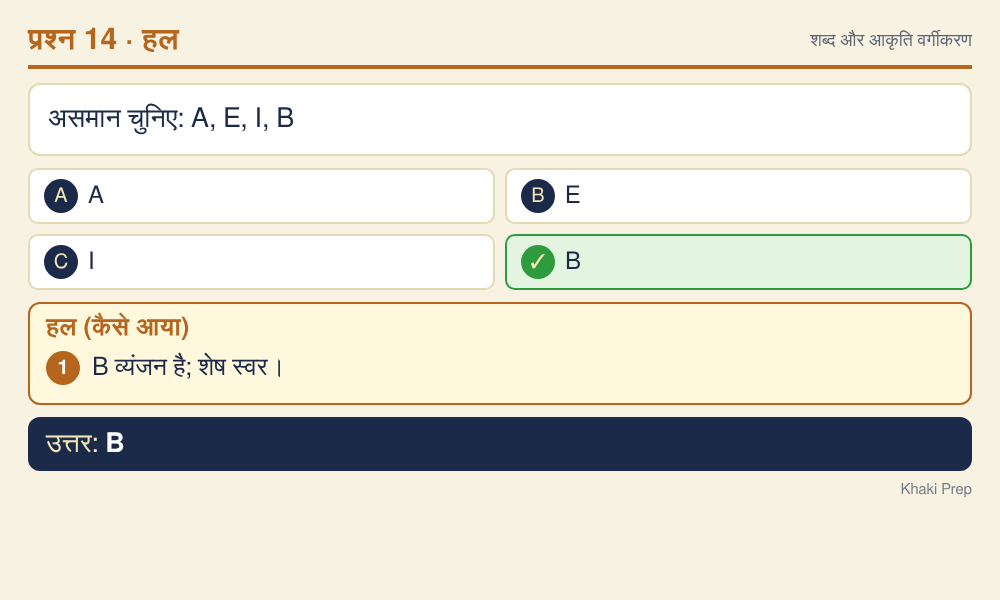 प्रश्न 14 · हल
शब्द और आकृति वर्गीकरण
असमान चुनिए: A, E, I, B
A A
B E
C I
✓ B
हल (कैसे आया)
1 B व्यंजन है; शेष स्वर।
उत्तर: B
Khaki Prep